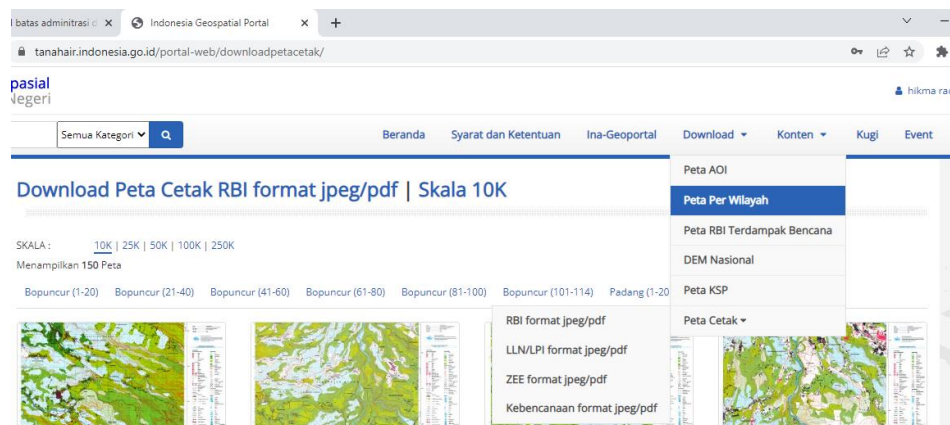 batas adminitrasi
Indonesia Geospatial Portal
tanahair.indonesia.go.id/portal-web/downloadpetacetak/
pasial
Negeri
hikma
Semua Kategori
Beranda Syarat dan Ketentuan Ina-Geoportal Download Konten Kugi Event
Peta AOI
Peta Per Wilayah
Peta RBI Terdampak Bencana
DEM Nasional
Peta KSP
Peta Cetak
RBI format jpeg/pdf
LLN/LPI format jpeg/pdf
ZEE format jpeg/pdf
Kebencanaan format jpeg/pdf
Download Peta Cetak RBI format jpeg/pdf | Skala 10K
SKALA : 10K | 25K | 50K | 100K | 250K
Menampilkan 150 Peta
Bopuncur (1-20) Bopuncur (21-40) Bopuncur (41-60) Bopuncur (61-80) Bopuncur (81-100) Bopuncur (101-114) Padang (1-20